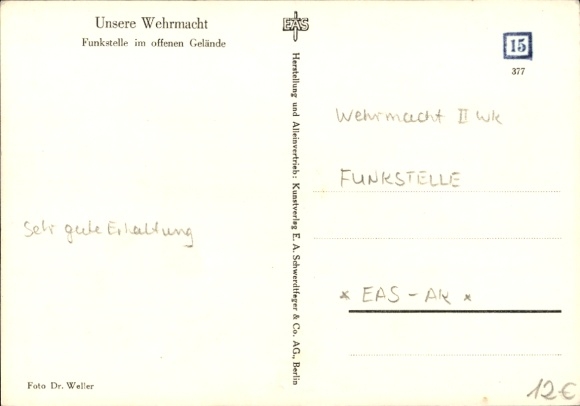 Unsere Wehrmacht
Funkstelle im offenen Gelände
EAS
15
377
Herstellung und Alleinvertrieb: Kunstverlag E. A. Schwerdtfeger & Co. AG., Berlin
Wehrmacht II Wk
FUNKSTELLE
Sehr gute Erhaltung
* EAS - AK *
Foto Dr. Weller
12€